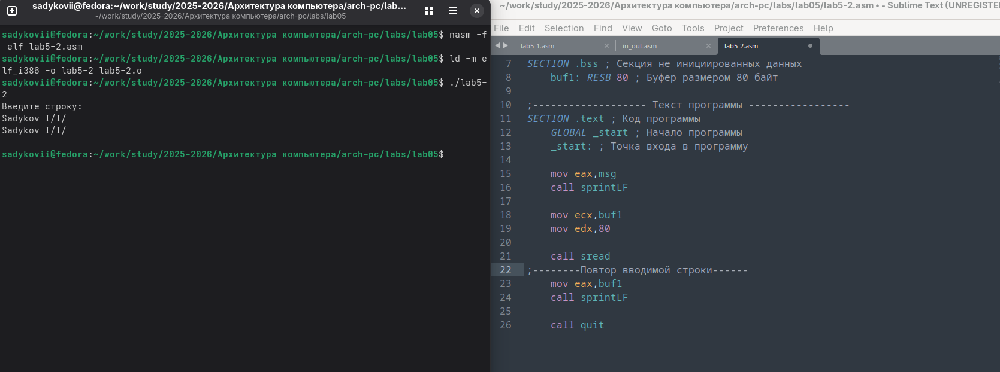 sadykovii@fedora:~/work/study/2025-2026/Архитектура компьютера/arch-pc/lab...
~/work/study/2025-2026/Архитектура компьютера/arch-pc/labs/lab05
sadykovii@fedora:~/work/study/2025-2026/Архитектура компьютера/arch-pc/labs/lab05$ nasm -f
 elf lab5-2.asm
sadykovii@fedora:~/work/study/2025-2026/Архитектура компьютера/arch-pc/labs/lab05$ ld -m e
lf_i386 -o lab5-2 lab5-2.o
sadykovii@fedora:~/work/study/2025-2026/Архитектура компьютера/arch-pc/labs/lab05$ ./lab5-
2
Введите строку:
Sadykov I/I/
Sadykov I/I/
sadykovii@fedora:~/work/study/2025-2026/Архитектура компьютера/arch-pc/labs/lab05$
~/work/study/2025-2026/Архитектура компьютера/arch-pc/labs/lab05/lab5-2.asm • - Sublime Text (UNREGISTE
File Edit Selection Find View Goto Tools Project Preferences Help
lab5-1.asm in_out.asm lab5-2.asm
7 SECTION .bss ; Секция не инициированных данных
8 buf1: RESB 80 ; Буфер размером 80 байт
9
10 ;------------------- Текст программы -----------------
11 SECTION .text ; Код программы
12 GLOBAL _start ; Начало программы
13 _start: ; Точка входа в программу
14
15 mov eax,msg
16 call sprintLF
17
18 mov ecx,buf1
19 mov edx,80
20
21 call sread
22 ;--------Повтор вводимой строки------
23 mov eax,buf1
24 call sprintLF
25
26 call quit